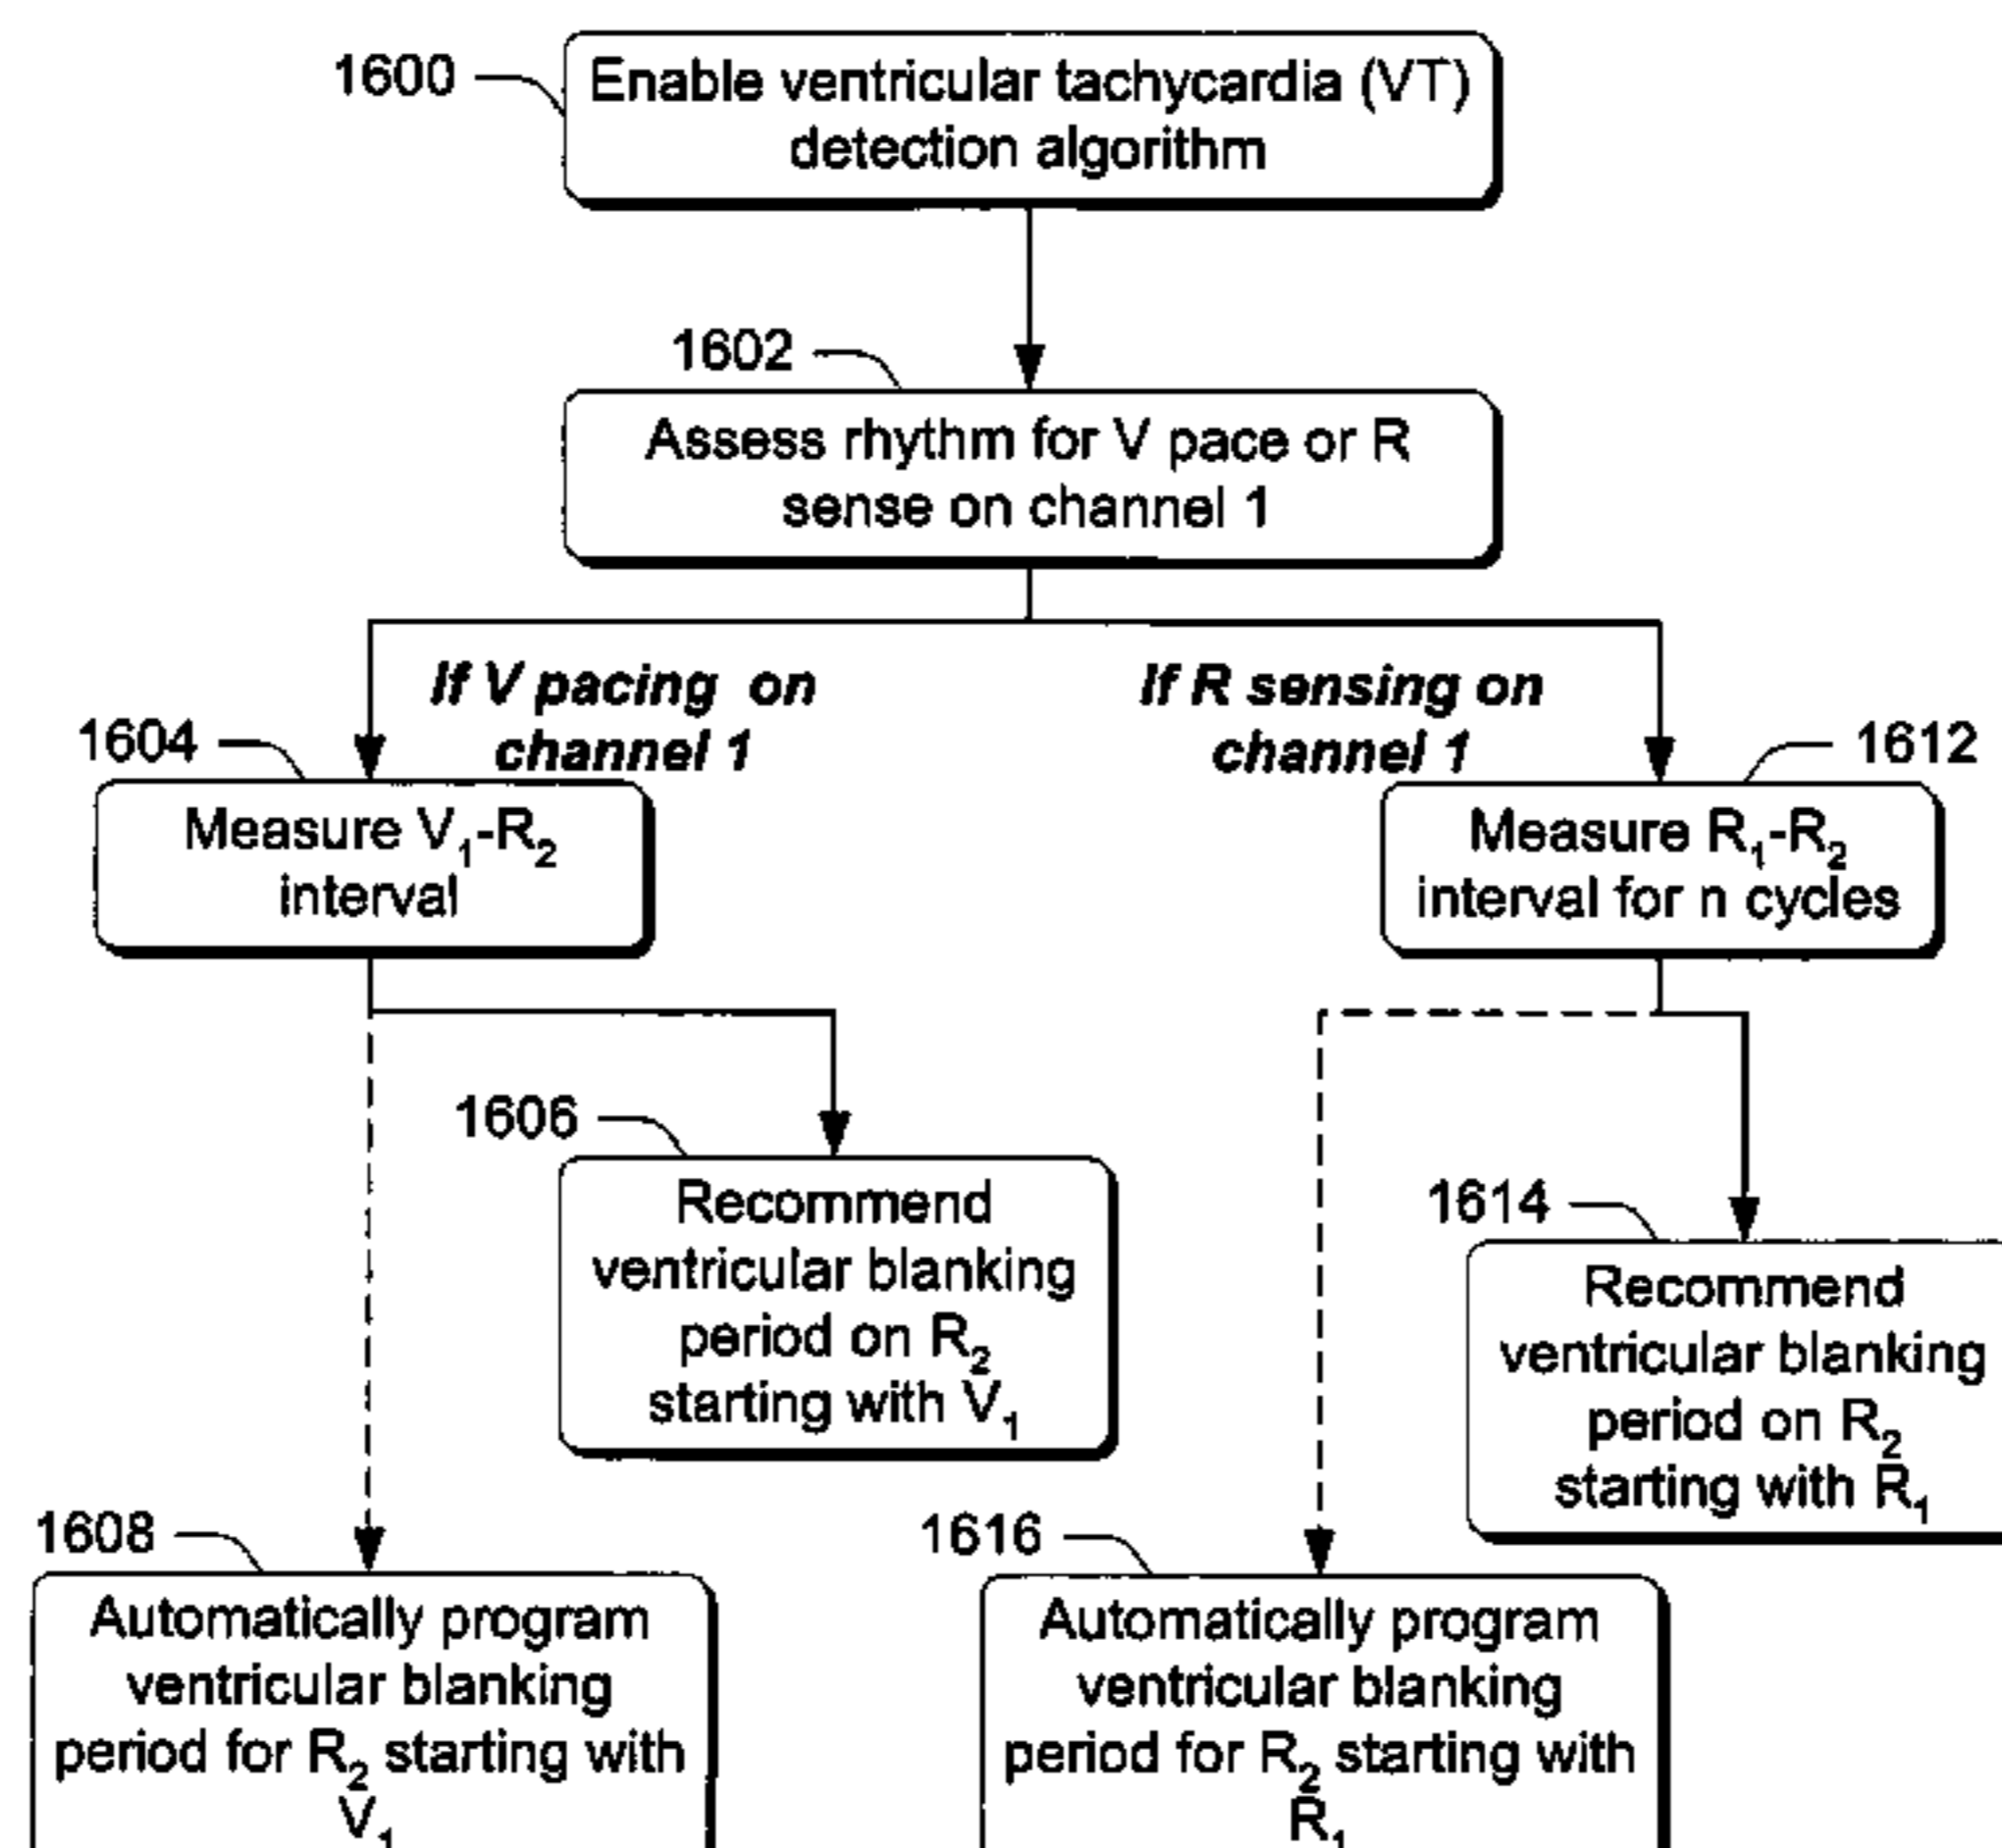 1600
Enable ventricular tachycardia (VT)
detection algorithm
1602
Assess rhythm for V pace or R
sense on channel 1
If V pacing on
channel 1
If R sensing on
channel 1
1604
Measure V₁-R₂
interval
1612
Measure R₁-R₂
interval for n cycles
1606
Recommend
ventricular blanking
period on R₂
starting with V₁
1614
Recommend
ventricular blanking
period on R₂
starting with R₁
1608
Automatically program
ventricular blanking
period for R₂ starting with
V₁
1616
Automatically program
ventricular blanking
period for R₂ starting with
R₁